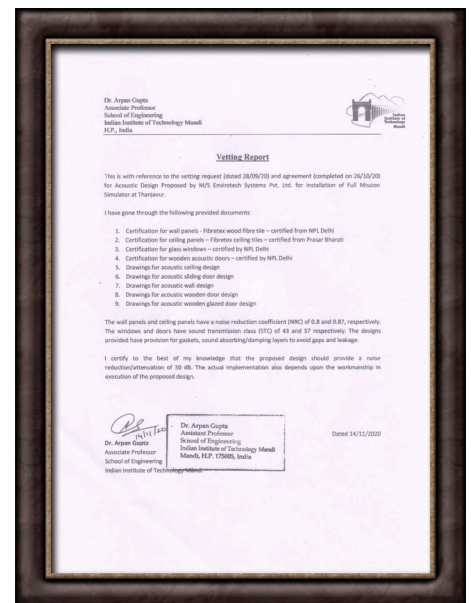 Dr. Arpan Gupta
Associate Professor
School of Engineering
Indian Institute of Technology Mandi
H.P., India
Indian
Institute of
Technology
Mandi
Vetting Report
This is with reference to the vetting request (dated 28/09/20) and agreement (completed on 26/10/20)
for Acoustic Design Proposed by M/S Envirotech Systems Pvt. Ltd. for installation of Full Mission
Simulator at Thanjavur.
I have gone through the following provided documents
1. Certification for wall panels - Fibretex wood fibre tile – certified from NPL Delhi
2. Certification for ceiling panels – Fibretex ceiling tiles – certified from Prasar Bharati
3. Certification for glass windows – certified by NPL Delhi
4. Certification for wooden acoustic doors – certified by NPL Delhi
5. Drawings for acoustic ceiling design
6. Drawings for acoustic sliding door design
7. Drawings for acoustic wall design
8. Drawings for acoustic wooden door design
9. Drawings for acoustic wooden glazed door design
The wall panels and ceiling panels have a noise reduction coefficient (NRC) of 0.8 and 0.87, respectively.
The windows and doors have sound transmission class (STC) of 43 and 37 respectively. The designs
provided have provision for gaskets, sound absorbing/damping layers to avoid gaps and leakage.
I certify to the best of my knowledge that the proposed design should provide a noise
reduction/attenuation of 30 dB. The actual implementation also depends upon the workmanship in
execution of the proposed design.
14/11/20
Dr. Arpan Gupta
Associate Professor
School of Engineering
Indian Institute of Technology Mandi
Dr. Arpan Gupta
Assistant Professor
School of Engineering
Indian Institute of Technology Mandi
Mandi, H.P. 175005, India
Dated 14/11/2020